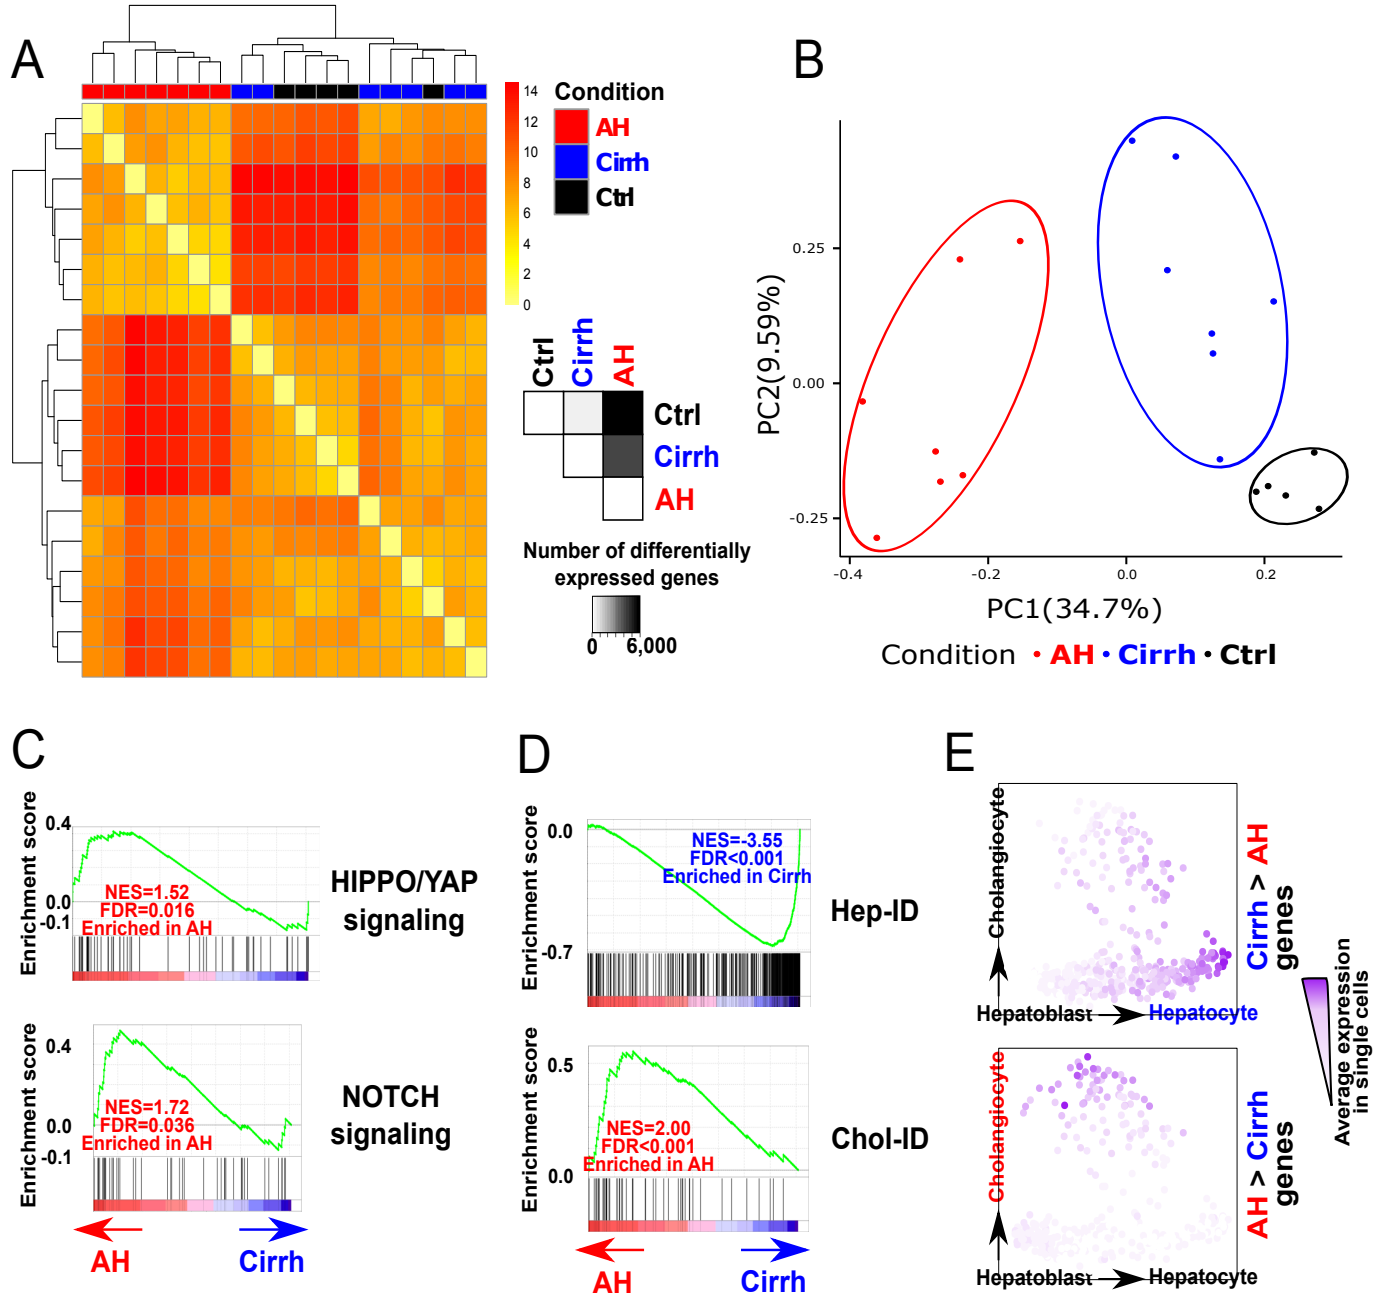 A
14
12
10
8
6
4
2
0
Condition
AH
Cirrh
Ctrl
Ctrl
Cirrh
AH
Ctrl
Cirrh
AH
Number of differentially
expressed genes
0
6,000
B
PC2(9.59%)
0.25
0.00
-0.25
-0.4
-0.2
0.0
0.2
PC1(34.7%)
Condition • AH • Cirrh • Ctrl
C
Enrichment score
0.4
0.0
-0.1
NES=1.52
FDR=0.016
Enriched in AH
HIPPO/YAP
signaling
Enrichment score
0.4
0.0
-0.1
NES=1.72
FDR=0.036
Enriched in AH
NOTCH
signaling
AH
Cirrh
D
Enrichment score
0.0
-0.7
NES=-3.55
FDR<0.001
Enriched in Cirrh
Hep-ID
Enrichment score
0.5
0.0
NES=2.00
FDR<0.001
Enriched in AH
Chol-ID
AH
Cirrh
E
Cholangiocyte
Hepatoblast
Hepatocyte
Cirrh > AH
genes
Cholangiocyte
Hepatoblast
Hepatocyte
AH > Cirrh
genes
Average expression
in single cells